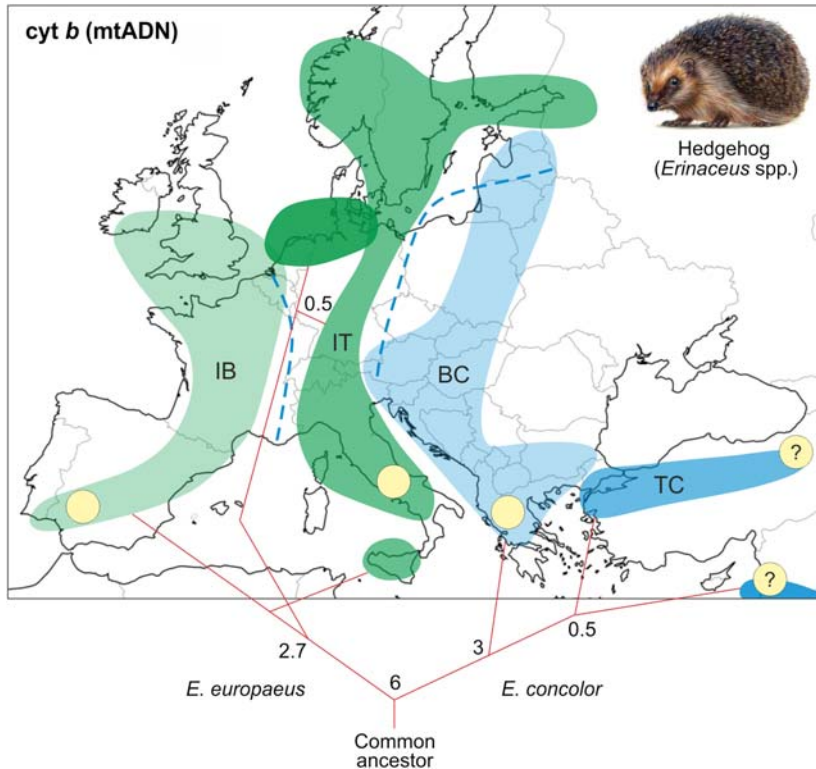 cyt b (mtADN)
Hedgehog
(Erinaceus spp.)
0.5
IT
IB
BC
?
TC
?
0.5
2.7
3
E. europaeus
6
E. concolor
Common
ancestor